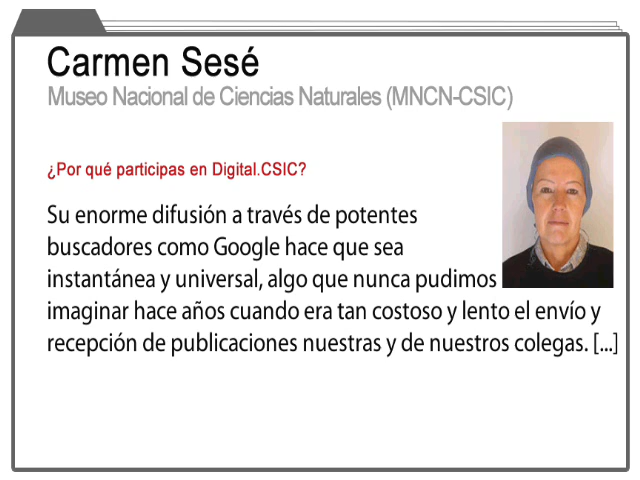 Carmen Sesé
Museo Nacional de Ciencias Naturales (MNCN-CSIC)
¿Por qué participas en Digital.CSIC?
Su enorme difusión a través de potentes
buscadores como Google hace que sea
instantánea y universal, algo que nunca pudimos
imaginar hace años cuando era tan costoso y lento el envío y
recepción de publicaciones nuestras y de nuestros colegas. [...]